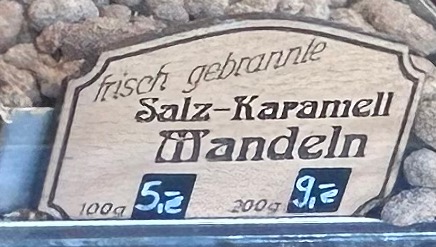 frisch gebrannte
Salz-Karamell
Mandeln
100g 5,- 200g 9,-